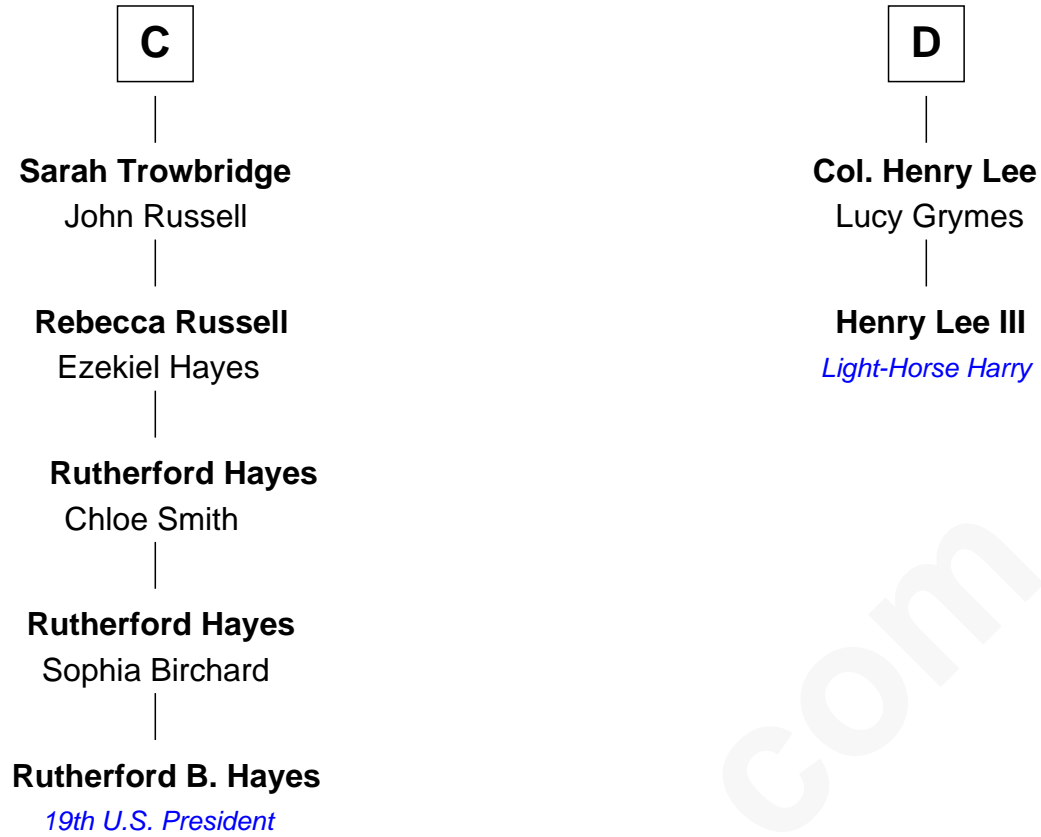 C
Sarah Trowbridge
John Russell
Rebecca Russell
Ezekiel Hayes
Rutherford Hayes
Chloe Smith
Rutherford Hayes
Sophia Birchard
Rutherford B. Hayes
19th U.S. President
D
Col. Henry Lee
Lucy Grymes
Henry Lee III
Light-Horse Harry
com